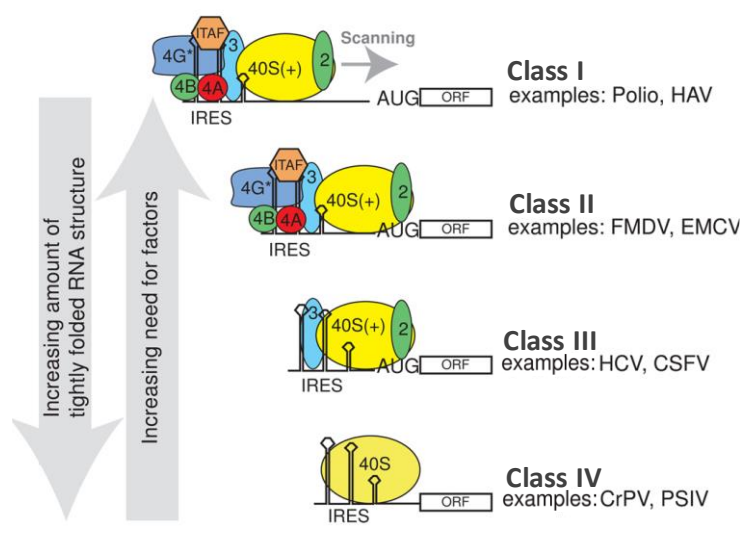 ITAF
4G*
3
40S(+)
2
4B
4A
IRES
Scanning
AUG
ORF
Class I
examples: Polio, HAV
ITAF
4G*
3
40S(+)
2
4B
4A
IRES
AUG
ORF
Class II
examples: FMDV, EMCV
3
40S(+)
2
IRES
AUG
ORF
Class III
examples: HCV, CSFV
40S
IRES
ORF
Class IV
examples: CrPV, PSIV
Increasing amount of
tightly folded RNA structure
Increasing need for factors